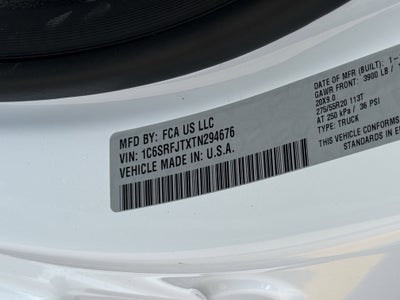 MFD BY: FCA US LLC
VIN: 1C6SRFJTXTN294676
VEHICLE MADE IN U.S.A.
DATE OF MFR (BUILT): 1-
GAWR FRONT: 3900 LB /
20X9.0
275/55R20 113T
AT 250 kPa / 36 PSI
TYPE: TRUCK
THIS VEHICLE CONFORMS
STANDARDS IN